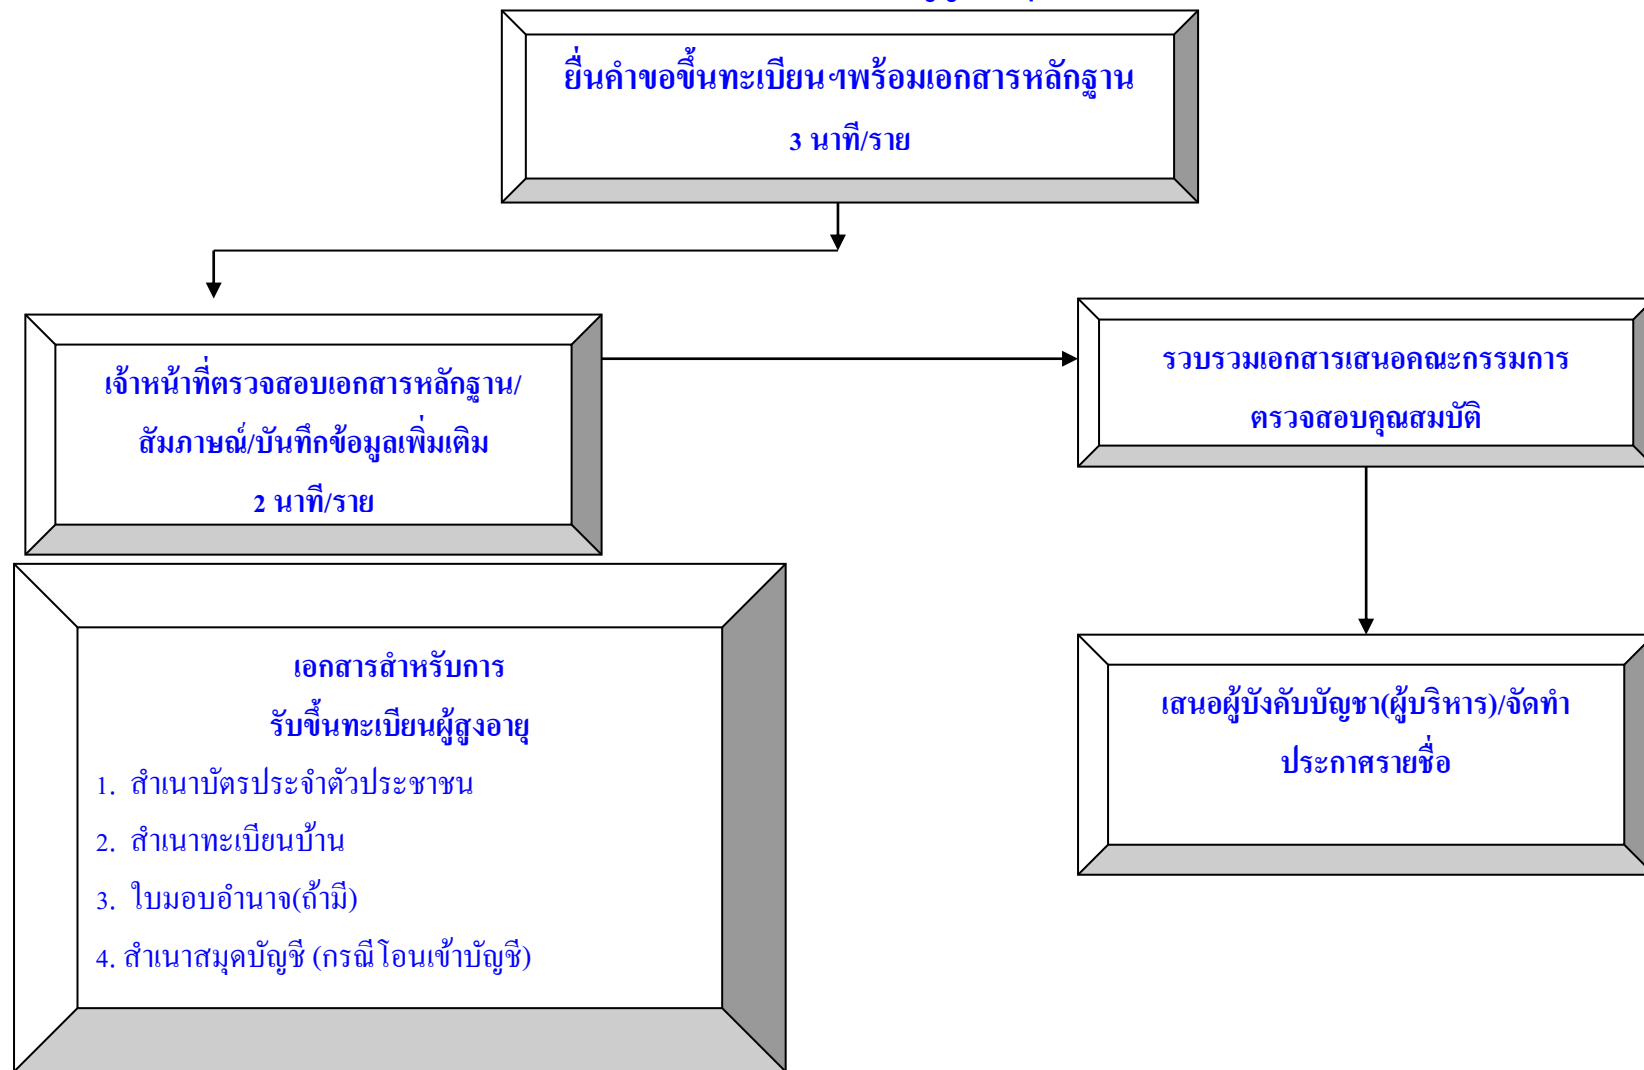 ยื่นคำขอขึ้นทะเบียนฯพร้อมเอกสารหลักฐาน
3 นาที/ราย
เจ้าหน้าที่ตรวจสอบเอกสารหลักฐาน/
สัมภาษณ์/บันทึกข้อมูลเพิ่มเติม
2 นาที/ราย
รวบรวมเอกสารเสนอคณะกรรมการ
ตรวจสอบคุณสมบัติ
เอกสารสำหรับการ
รับขึ้นทะเบียนผู้สูงอายุ
1. สำเนาบัตรประจำตัวประชาชน
2. สำเนาทะเบียนบ้าน
3. ใบมอบอำนาจ(ถ้ามี)
4. สำเนาสมุดบัญชี (กรณีโอนเข้าบัญชี)
เสนอผู้บังคับบัญชา(ผู้บริหาร)/จัดทำ
ประกาศรายชื่อ